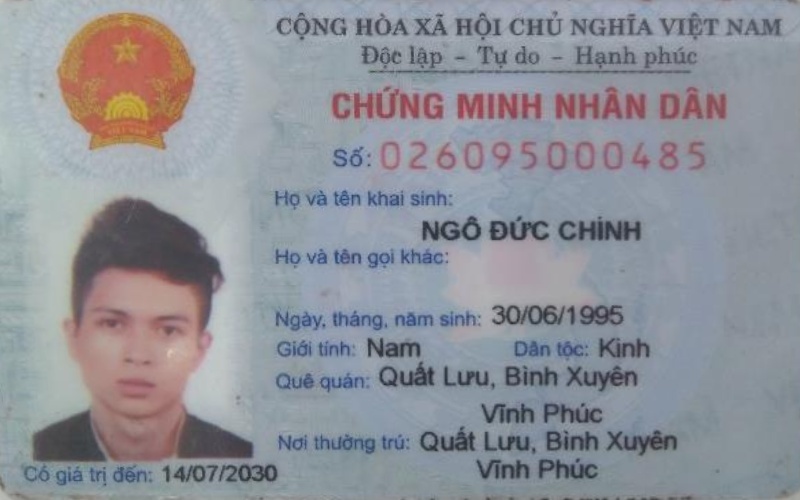 CỘNG HÒA XÃ HỘI CHỦ NGHĨA VIỆT NAM
Độc lập - Tự do - Hạnh phúc
CHỨNG MINH NHÂN DÂN
Số: 026095000485
Họ và tên khai sinh:
NGÔ ĐỨC CHÍNH
Họ và tên gọi khác:
Ngày, tháng, năm sinh: 30/06/1995
Giới tính: Nam Dân tộc: Kinh
Quê quán: Quất Lưu, Bình Xuyên
Vĩnh Phúc
Nơi thường trú: Quất Lưu, Bình Xuyên
Vĩnh Phúc
Có giá trị đến: 14/07/2030